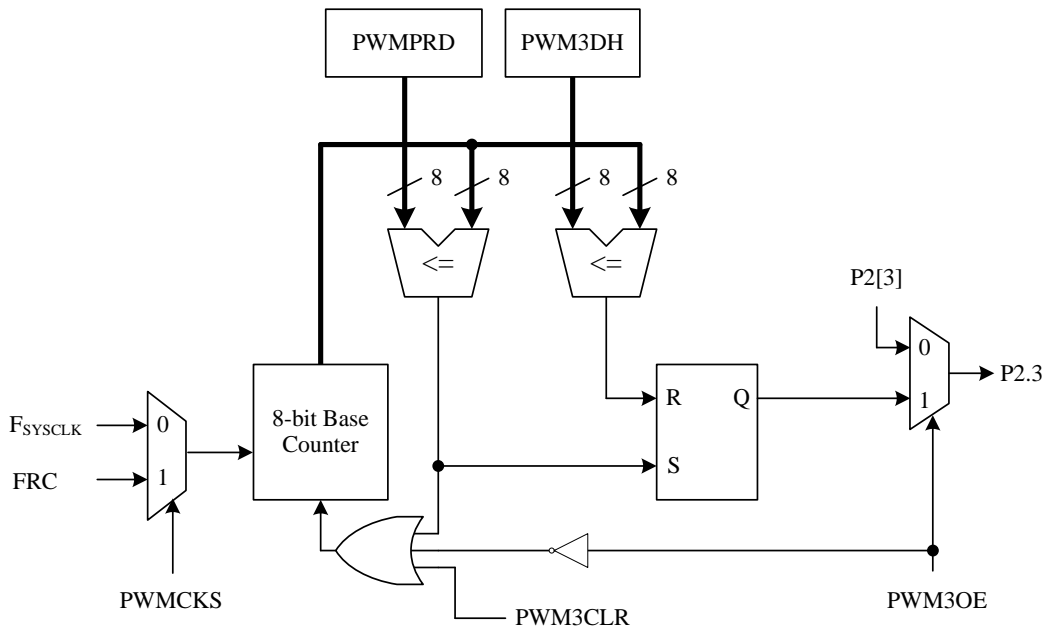 PWMPRD
PWM3DH
8
8
8
8
<=
<=
P2[3]
0
P2.3
1
FSYSCLK
0
FRC
1
8-bit Base
Counter
R
Q
S
PWMCKS
PWM3CLR
PWM3OE